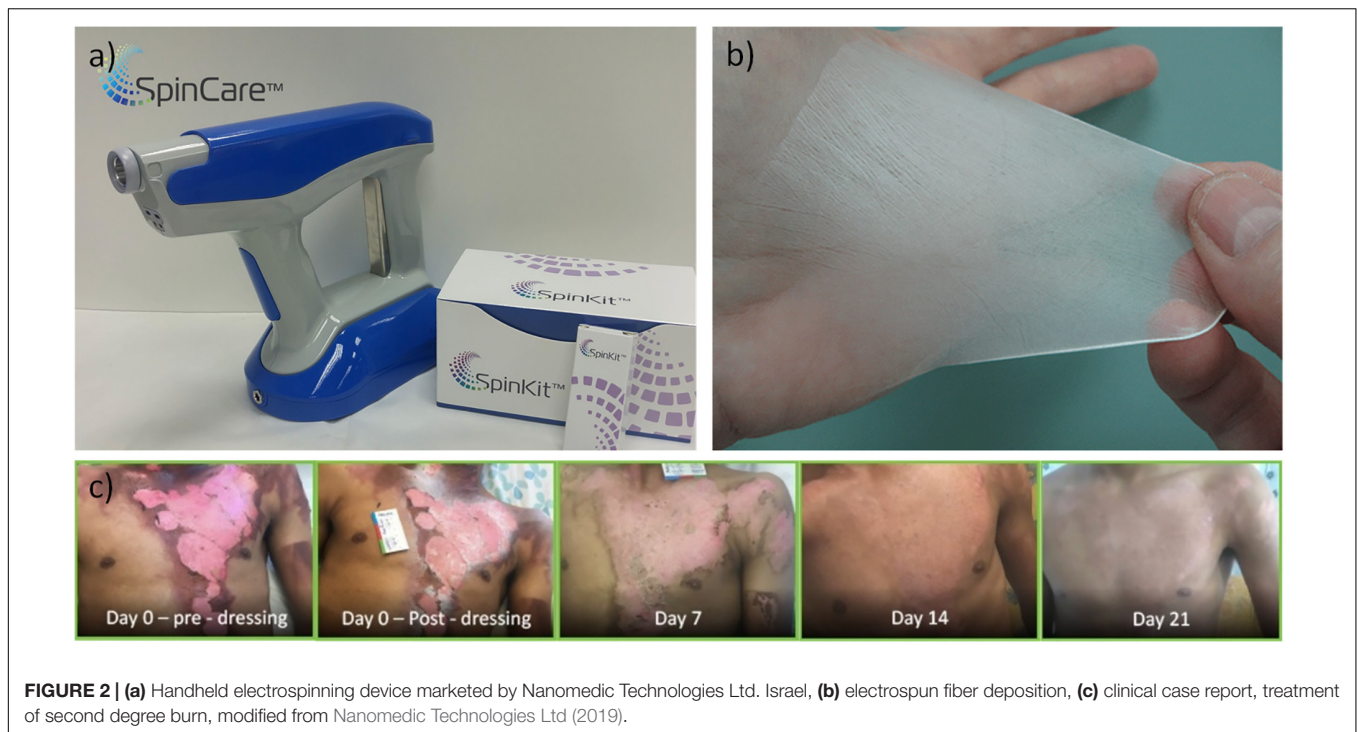 a)
SpinCare™
SpinKit™
SpinKit™
SpinKit™
b)
c)
Day 0 – pre - dressing
Day 0 – Post - dressing
Day 7
Day 14
Day 21
FIGURE 2 | (a) Handheld electrospinning device marketed by Nanomedic Technologies Ltd. Israel, (b) electrospun fiber deposition, (c) clinical case report, treatment
of second degree burn, modified from Nanomedic Technologies Ltd (2019).